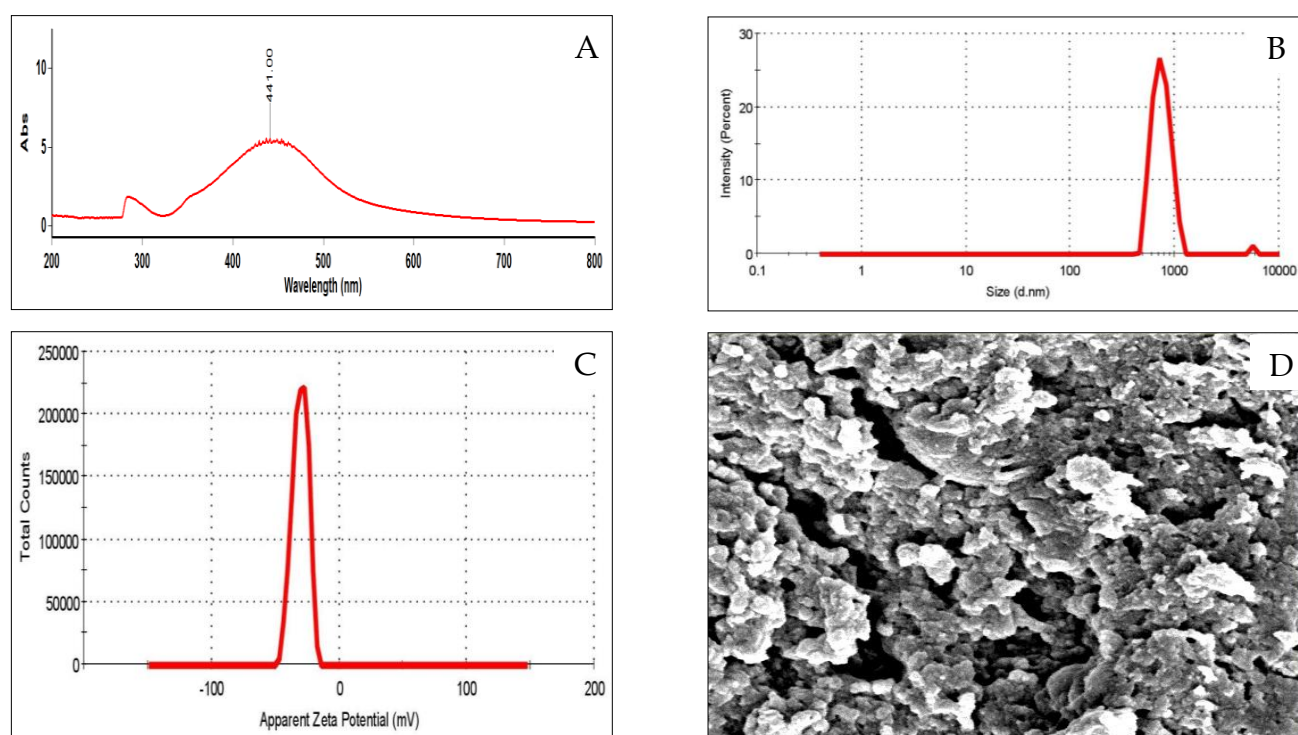 A
10
5
0
Abs
441.00
200 300 400 500 600 700 800
Wavelength (nm)
B
30
20
10
0
Intensity (Percent)
0.1 1 10 100 1000 10000
Size (d.nm)
C
250000
200000
150000
100000
50000
0
Total Counts
-100 0 100 200
Apparent Zeta Potential (mV)
D